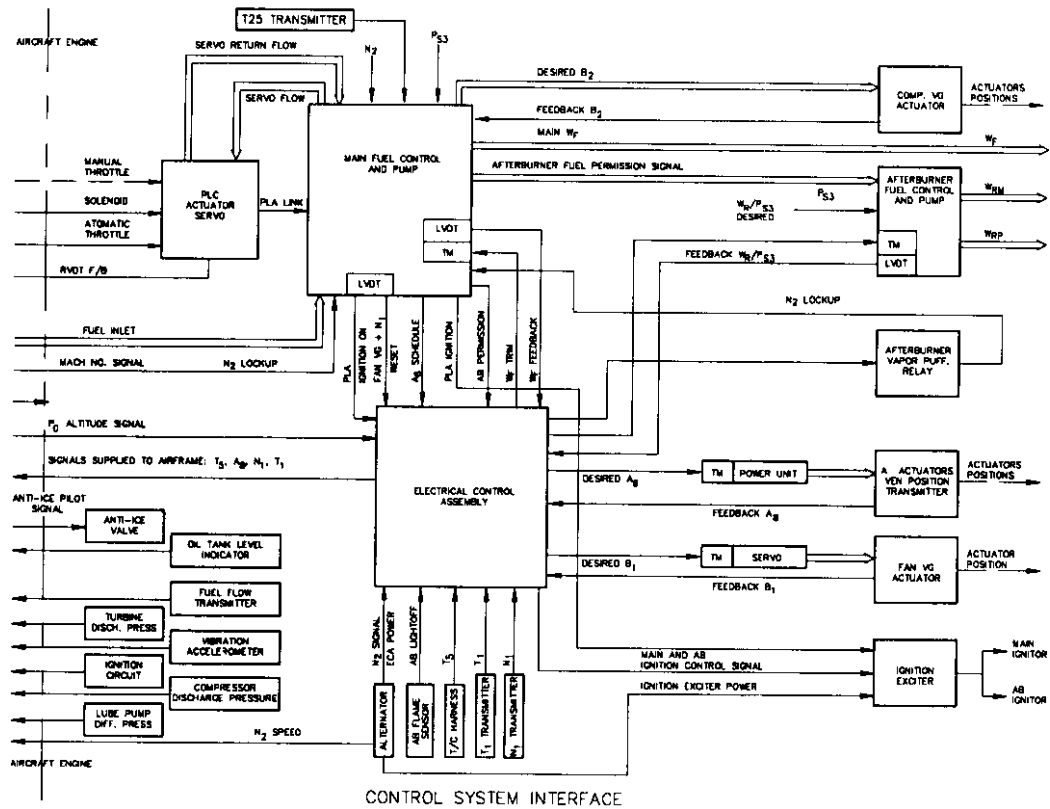 T25 TRANSMITTER
AIRCRAFT ENGINE
SERVO RETURN FLOW
N2
PS3
DESIRED B2
COMP. VG
ACTUATOR
ACTUATORS
POSITIONS
SERVO FLOW
FEEDBACK B2
MAIN WF
WF
MAIN FUEL CONTROL
AND PUMP
AFTERBURNER FUEL PERMISSION SIGNAL
MANUAL
THROTTLE
SOLENOID
ATOMATIC
THROTTLE
PLC
ACTUATOR
SERVO
PLA LINK
PS3
WR/PS3
DESIRED
AFTERBURNER
FUEL CONTROL
AND PUMP
WRM
WRP
LVDT
TM
TM
LVDT
RVDT F/B
FEEDBACK WR/PS3
LVDT
N2 LOCKUP
FUEL INLET
MACH NO. SIGNAL
N2 LOCKUP
PLA
IGNITION ON
FAN VG + N1
RESET
A8 SCHEDULE
PLA IGNITION
AB PERMISSION
WF TRM
WF FEEDBACK
AFTERBURNER
VAPOR PUFF.
RELAY
P0 ALTITUDE SIGNAL
SIGNALS SUPPLIED TO AIRFRAME: T5, A8, N1, T1
ELECTRICAL CONTROL
ASSEMBLY
DESIRED A8
TM
POWER UNIT
A ACTUATORS
VEN POSITION
TRANSMITTER
ACTUATORS
POSITIONS
FEEDBACK A8
ANTI-ICE PILOT
SIGNAL
ANTI-ICE
VALVE
OIL TANK LEVEL
INDICATOR
DESIRED B1
TM
SERVO
FAN VG
ACTUATOR
ACTUATOR
POSITION
FEEDBACK B1
FUEL FLOW
TRANSMITTER
TURBINE
DISCH. PRESS
VIBRATION
ACCELEROMETER
IGNITION
CIRCUIT
COMPRESSOR
DISCHARGE PRESSURE
LUBE PUMP
DIFF. PRESS
N2 SIGNAL
ECA POWER
AB LIGHTOFF
T5
T1
N1
MAIN AND AB
IGNITION CONTROL SIGNAL
IGNITION EXCITER POWER
IGNITION
EXCITER
MAIN
IGNITOR
AB
IGNITOR
N2 SPEED
ALTERNATOR
AB FLAME
SENSOR
T/C HARNESS
T1 TRANSMITTER
N1 TRANSMITTER
AIRCRAFT ENGINE
CONTROL SYSTEM INTERFACE